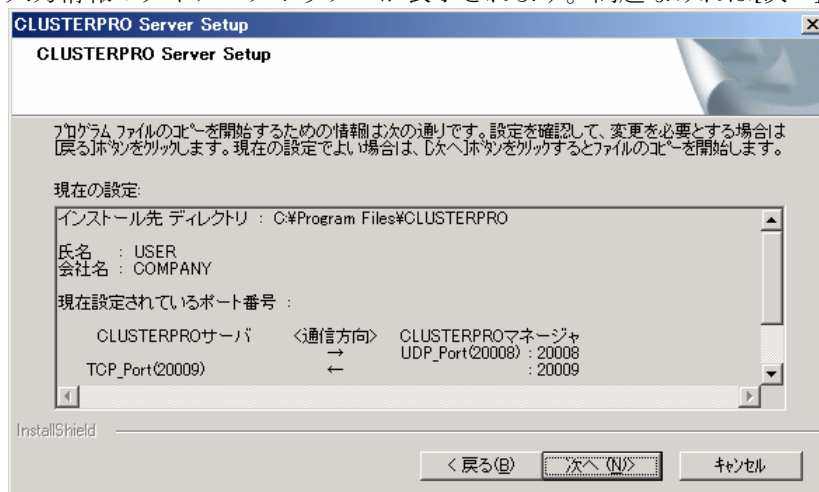 CLUSTERPRO Server Setup
CLUSTERPRO Server Setup
ﾌﾟﾛｸﾞﾗﾑ ﾌｧｲﾙのｺﾋﾟｰを開始するための情報は次の通りです。設定を確認して、変更を必要とする場合は
[戻る]ﾎﾞﾀﾝをｸﾘｯｸします。現在の設定でよい場合は、[次へ]ﾎﾞﾀﾝをｸﾘｯｸするとﾌｧｲﾙのｺﾋﾟｰを開始します。
現在の設定:
インストール先 ディレクトリ : C:¥Program Files¥CLUSTERPRO
氏名 : USER
会社名 : COMPANY
現在設定されているポート番号 :
CLUSTERPROサーバ <通信方向> CLUSTERPROマネージャ
→ UDP_Port(20008) : 20008
TCP_Port(20009) ← : 20009
InstallShield
< 戻る(B) 次へ (N)> ｷｬﾝｾﾙ